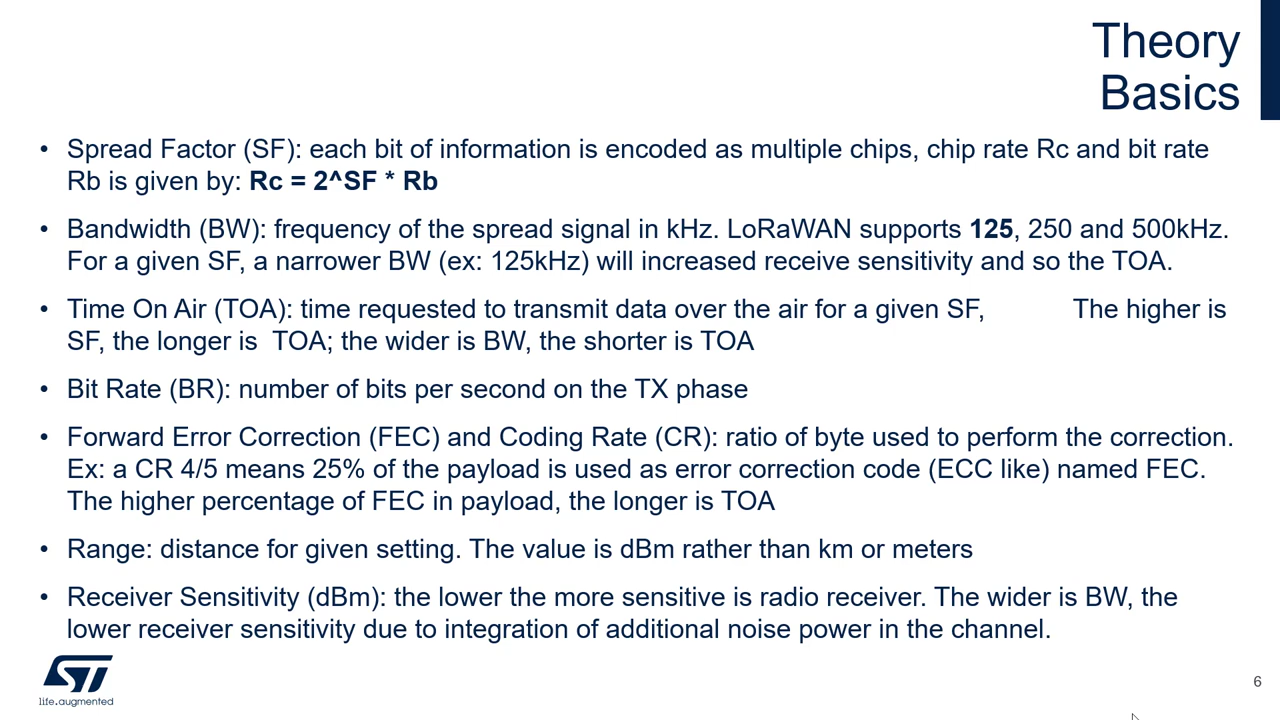 Theory
Basics
• Spread Factor (SF): each bit of information is encoded as multiple chips, chip rate Rc and bit rate
Rb is given by: Rc = 2^SF * Rb
• Bandwidth (BW): frequency of the spread signal in kHz. LoRaWAN supports 125, 250 and 500kHz.
For a given SF, a narrower BW (ex: 125kHz) will increased receive sensitivity and so the TOA.
• Time On Air (TOA): time requested to transmit data over the air for a given SF, The higher is
SF, the longer is TOA; the wider is BW, the shorter is TOA
• Bit Rate (BR): number of bits per second on the TX phase
• Forward Error Correction (FEC) and Coding Rate (CR): ratio of byte used to perform the correction.
Ex: a CR 4/5 means 25% of the payload is used as error correction code (ECC like) named FEC.
The higher percentage of FEC in payload, the longer is TOA
• Range: distance for given setting. The value is dBm rather than km or meters
• Receiver Sensitivity (dBm): the lower the more sensitive is radio receiver. The wider is BW, the
lower receiver sensitivity due to integration of additional noise power in the channel.
ST
life.augmented
6